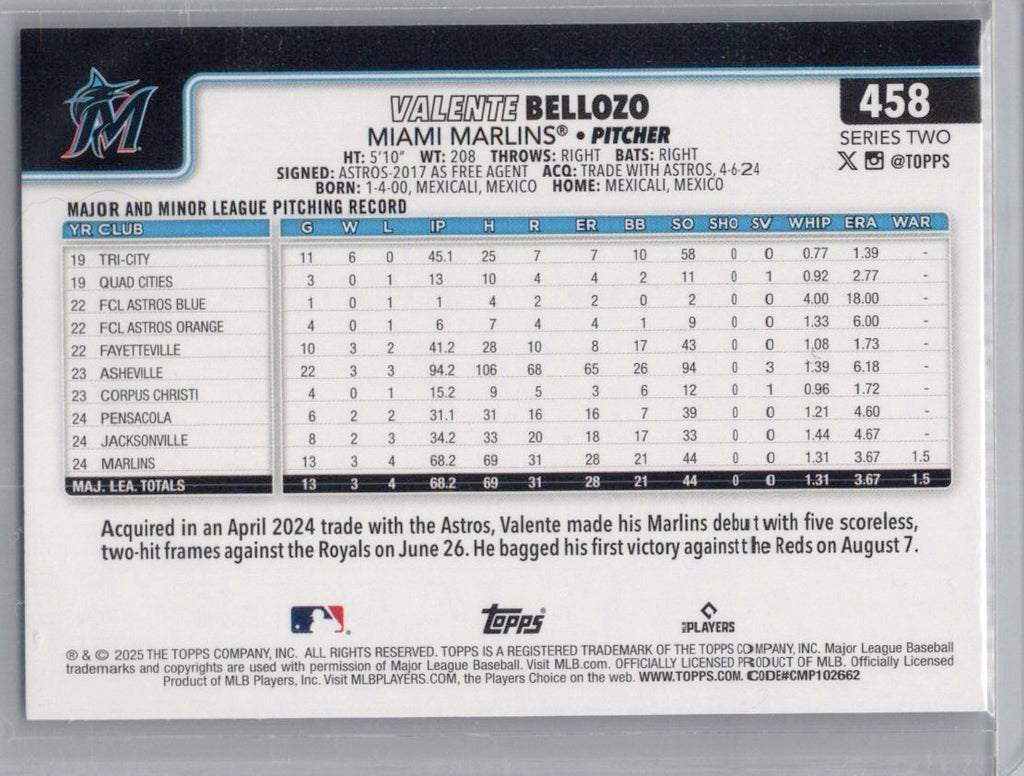 M
VALENTE BELLOZO
458
MIAMI MARLINS® • PITCHER
SERIES TWO
HT: 5'10" WT: 208 THROWS: RIGHT BATS: RIGHT
@TOPPS
SIGNED: ASTROS-2017 AS FREE AGENT ACQ: TRADE WITH ASTROS, 4-6-24
BORN: 1-4-00, MEXICALI, MEXICO HOME: MEXICALI, MEXICO
MAJOR AND MINOR LEAGUE PITCHING RECORD
YR CLUB G W L IP H R ER BB SO SHO SV WHIP ERA WAR
19 TRI-CITY 11 6 0 45.1 25 7 7 10 58 0 0 0.77 1.39 -
19 QUAD CITIES 3 0 1 13 10 4 4 2 11 0 1 0.92 2.77 -
22 FCL ASTROS BLUE 1 0 1 1 4 2 2 0 2 0 0 4.00 18.00 -
22 FCL ASTROS ORANGE 4 0 1 6 7 4 4 1 9 0 0 1.33 6.00 -
22 FAYETTEVILLE 10 3 2 41.2 28 10 8 17 43 0 0 1.08 1.73 -
23 ASHEVILLE 22 3 3 94.2 106 68 65 26 94 0 3 1.39 6.18 -
23 CORPUS CHRISTI 4 0 1 15.2 9 5 3 6 12 0 1 0.96 1.72 -
24 PENSACOLA 6 2 2 31.1 31 16 16 7 39 0 0 1.21 4.60 -
24 JACKSONVILLE 8 2 3 34.2 33 20 18 17 33 0 0 1.44 4.67 -
24 MARLINS 13 3 4 68.2 69 31 28 21 44 0 0 1.31 3.67 1.5
MAJ. LEA. TOTALS 13 3 4 68.2 69 31 28 21 44 0 0 1.31 3.67 1.5
Acquired in an April 2024 trade with the Astros, Valente made his Marlins debut with five scoreless,
two-hit frames against the Royals on June 26. He bagged his first victory against the Reds on August 7.
Topps®
MLB PLAYERS
® & © 2025 THE TOPPS COMPANY, INC. ALL RIGHTS RESERVED. TOPPS IS A REGISTERED TRADEMARK OF THE TOPPS COMPANY, INC. Major League Baseball
trademarks and copyrights are used with permission of Major League Baseball. Visit MLB.com. OFFICIALLY LICENSED PRODUCT OF MLB. Officially Licensed
Product of MLB Players, Inc. Visit MLBPLAYERS.COM, the Players Choice on the web. WWW.TOPPS.COM. CODE#CMP102662